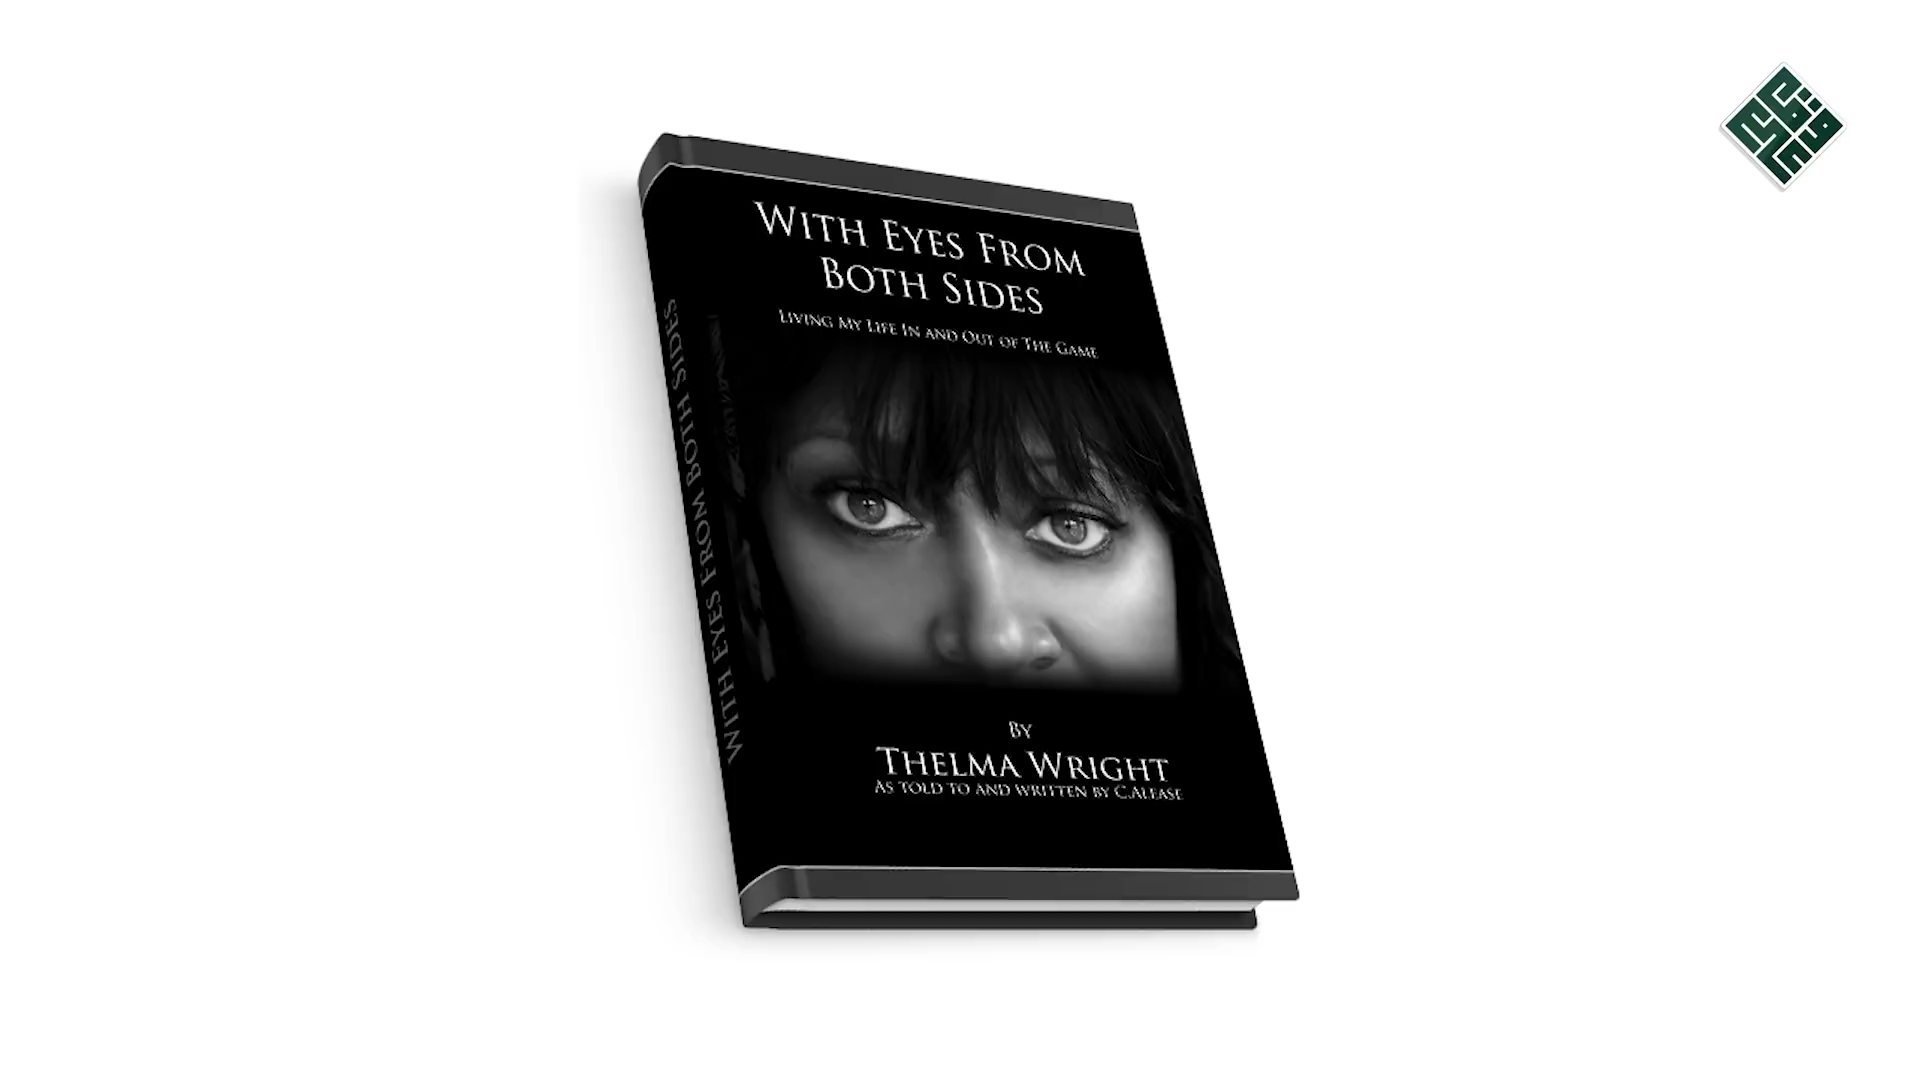 With Eyes From
Both Sides
Living My Life In and Out of The Game
With Eyes From Both Sides
By
Thelma Wright
As told to and written by C.Alease